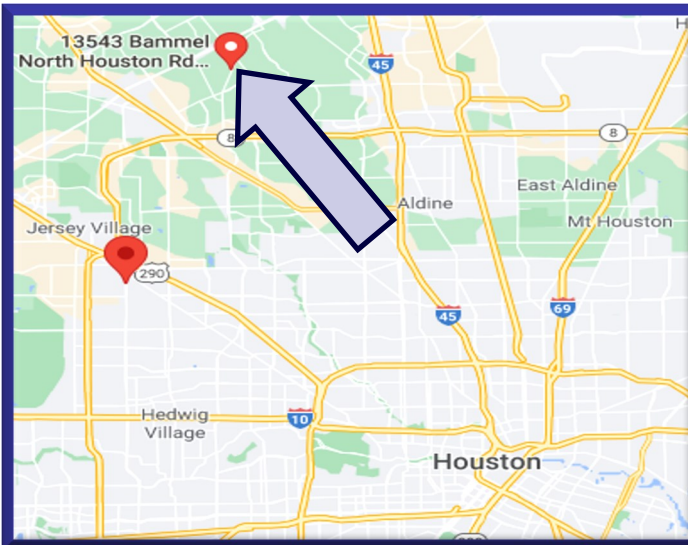 H
13543 Bammel
North Houston Rd...
45
8
8
East Aldine
Aldine
Mt Houston
Jersey Village
290
69
45
Hedwig
Village
10
Houston